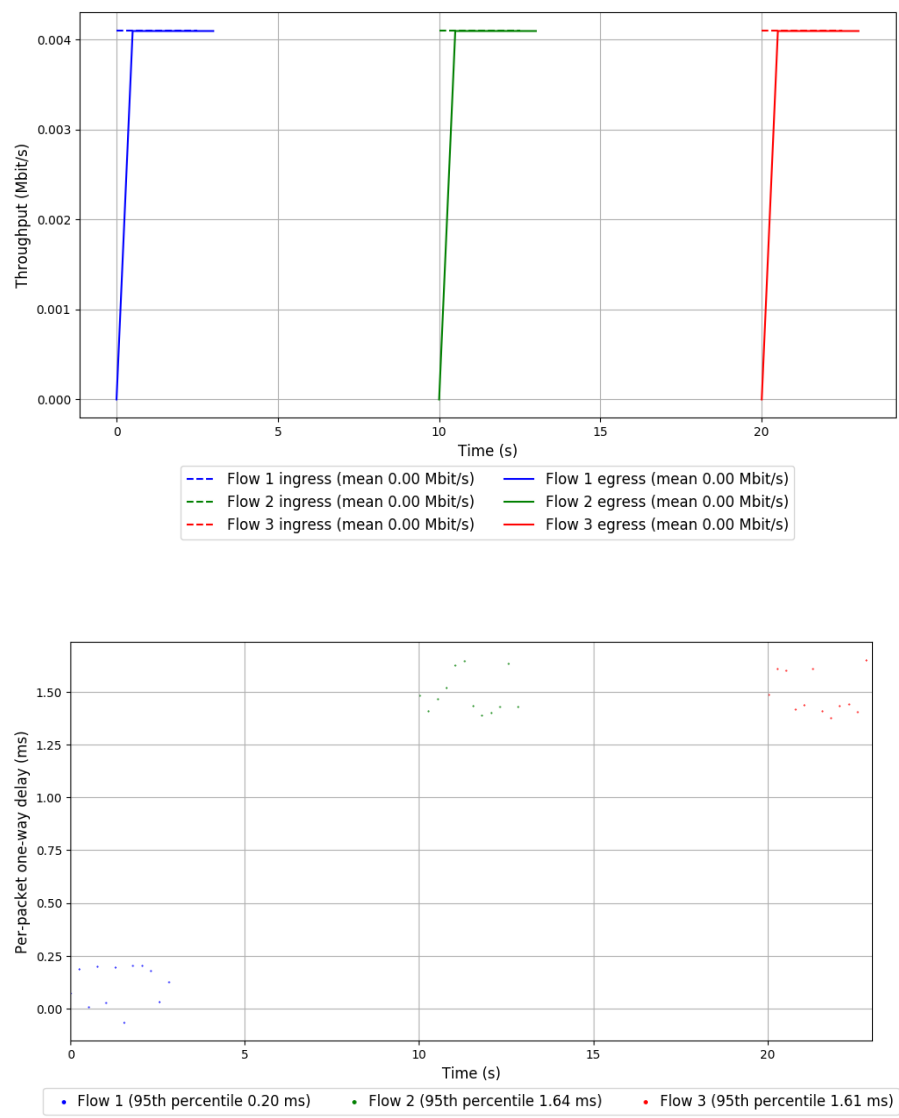 0.004
0.003
0.002
0.001
0.000
Throughput (Mbit/s)
0 5 10 15 20
Time (s)
Flow 1 ingress (mean 0.00 Mbit/s) Flow 1 egress (mean 0.00 Mbit/s)
Flow 2 ingress (mean 0.00 Mbit/s) Flow 2 egress (mean 0.00 Mbit/s)
Flow 3 ingress (mean 0.00 Mbit/s) Flow 3 egress (mean 0.00 Mbit/s)
1.50
1.25
1.00
0.75
0.50
0.25
0.00
Per-packet one-way delay (ms)
0 5 10 15 20
Time (s)
Flow 1 (95th percentile 0.20 ms) Flow 2 (95th percentile 1.64 ms) Flow 3 (95th percentile 1.61 ms)